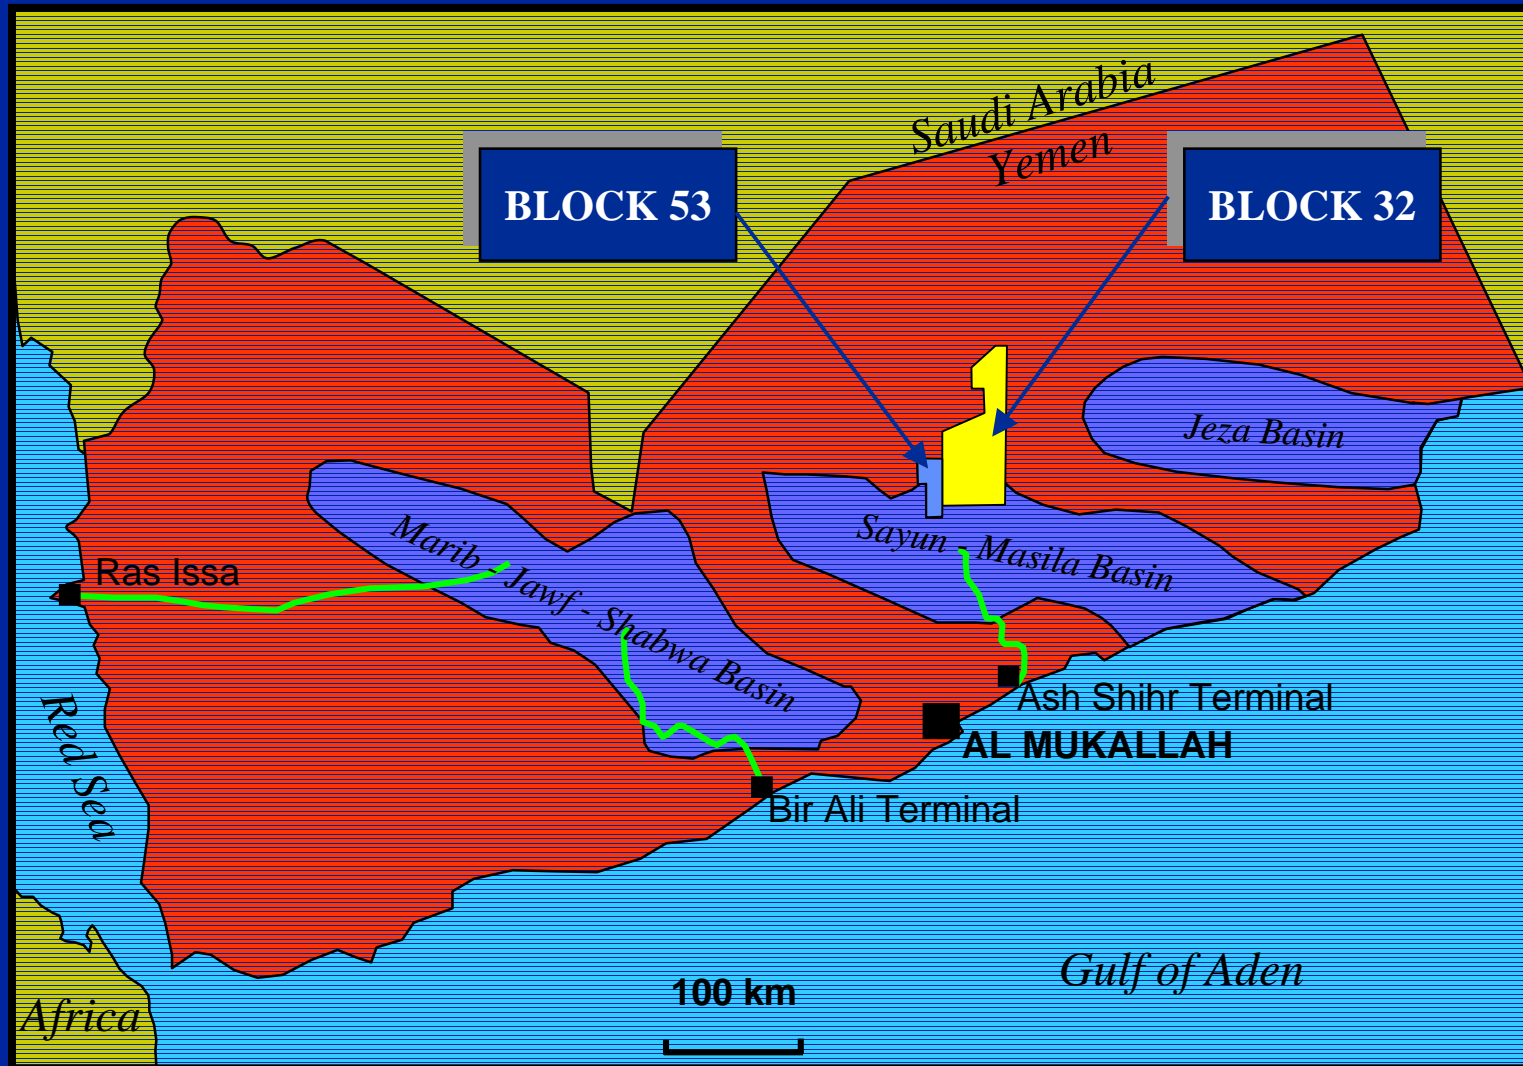 Saudi Arabia
Yemen
BLOCK 53
BLOCK 32
Jeza Basin
Marib - Jawf - Shabwa Basin
Sayun - Masila Basin
Ras Issa
Ash Shihr Terminal
AL MUKALLAH
Bir Ali Terminal
Red Sea
Gulf of Aden
100 km
Africa